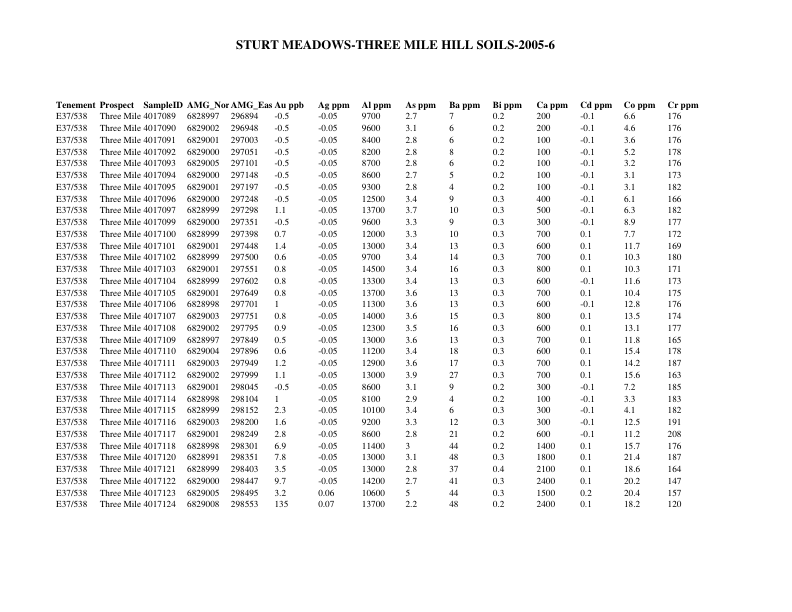 STURT MEADOWS-THREE MILE HILL SOILS-2005-6
Tenement Prospect SampleID AMG_Nor AMG_Eas Au ppb Ag ppm Al ppm As ppm Ba ppm Bi ppm Ca ppm Cd ppm Co ppm Cr ppm
E37/538 Three Mile 4017089 6828997 296894 -0.5 -0.05 9700 2.7 7 0.2 200 -0.1 6.6 176
E37/538 Three Mile 4017090 6829002 296948 -0.5 -0.05 9600 3.1 6 0.2 200 -0.1 4.6 176
E37/538 Three Mile 4017091 6829001 297003 -0.5 -0.05 8400 2.8 6 0.2 100 -0.1 3.6 176
E37/538 Three Mile 4017092 6829000 297051 -0.5 -0.05 8200 2.8 8 0.2 100 -0.1 5.2 178
E37/538 Three Mile 4017093 6829005 297101 -0.5 -0.05 8700 2.8 6 0.2 100 -0.1 3.2 176
E37/538 Three Mile 4017094 6829000 297148 -0.5 -0.05 8600 2.7 5 0.2 100 -0.1 3.1 173
E37/538 Three Mile 4017095 6829001 297197 -0.5 -0.05 9300 2.8 4 0.2 100 -0.1 3.1 182
E37/538 Three Mile 4017096 6829000 297248 -0.5 -0.05 12500 3.4 9 0.3 400 -0.1 6.1 166
E37/538 Three Mile 4017097 6828999 297298 1.1 -0.05 13700 3.7 10 0.3 500 -0.1 6.3 182
E37/538 Three Mile 4017099 6829000 297351 -0.5 -0.05 9600 3.3 9 0.3 300 -0.1 8.9 177
E37/538 Three Mile 4017100 6828999 297398 0.7 -0.05 12000 3.3 10 0.3 700 0.1 7.7 172
E37/538 Three Mile 4017101 6829001 297448 1.4 -0.05 13000 3.4 13 0.3 600 0.1 11.7 169
E37/538 Three Mile 4017102 6828999 297500 0.6 -0.05 9700 3.4 14 0.3 700 0.1 10.3 180
E37/538 Three Mile 4017103 6829001 297551 0.8 -0.05 14500 3.4 16 0.3 800 0.1 10.3 171
E37/538 Three Mile 4017104 6828999 297602 0.8 -0.05 13300 3.4 13 0.3 600 -0.1 11.6 173
E37/538 Three Mile 4017105 6829001 297649 0.8 -0.05 13700 3.6 13 0.3 700 0.1 10.4 175
E37/538 Three Mile 4017106 6828998 297701 1 -0.05 11300 3.6 13 0.3 600 -0.1 12.8 176
E37/538 Three Mile 4017107 6829003 297751 0.8 -0.05 14000 3.6 15 0.3 800 0.1 13.5 174
E37/538 Three Mile 4017108 6829002 297795 0.9 -0.05 12300 3.5 16 0.3 600 0.1 13.1 177
E37/538 Three Mile 4017109 6828997 297849 0.5 -0.05 13000 3.6 13 0.3 700 0.1 11.8 165
E37/538 Three Mile 4017110 6829004 297896 0.6 -0.05 11200 3.4 18 0.3 600 0.1 15.4 178
E37/538 Three Mile 4017111 6829003 297949 1.2 -0.05 12900 3.6 17 0.3 700 0.1 14.2 187
E37/538 Three Mile 4017112 6829002 297999 1.1 -0.05 13000 3.9 27 0.3 700 0.1 15.6 163
E37/538 Three Mile 4017113 6829001 298045 -0.5 -0.05 8600 3.1 9 0.2 300 -0.1 7.2 185
E37/538 Three Mile 4017114 6828998 298104 1 -0.05 8100 2.9 4 0.2 100 -0.1 3.3 183
E37/538 Three Mile 4017115 6828999 298152 2.3 -0.05 10100 3.4 6 0.3 300 -0.1 4.1 182
E37/538 Three Mile 4017116 6829003 298200 1.6 -0.05 9200 3.3 12 0.3 300 -0.1 12.5 191
E37/538 Three Mile 4017117 6829001 298249 2.8 -0.05 8600 2.8 21 0.2 600 -0.1 11.2 208
E37/538 Three Mile 4017118 6828998 298301 6.9 -0.05 11400 3 44 0.2 1400 0.1 15.7 176
E37/538 Three Mile 4017120 6828991 298351 7.8 -0.05 13000 3.1 48 0.3 1800 0.1 21.4 187
E37/538 Three Mile 4017121 6828999 298403 3.5 -0.05 13000 2.8 37 0.4 2100 0.1 18.6 164
E37/538 Three Mile 4017122 6829000 298447 9.7 -0.05 14200 2.7 41 0.3 2400 0.1 20.2 147
E37/538 Three Mile 4017123 6829005 298495 3.2 0.06 10600 5 44 0.3 1500 0.2 20.4 157
E37/538 Three Mile 4017124 6829008 298553 135 0.07 13700 2.2 48 0.2 2400 0.1 18.2 120